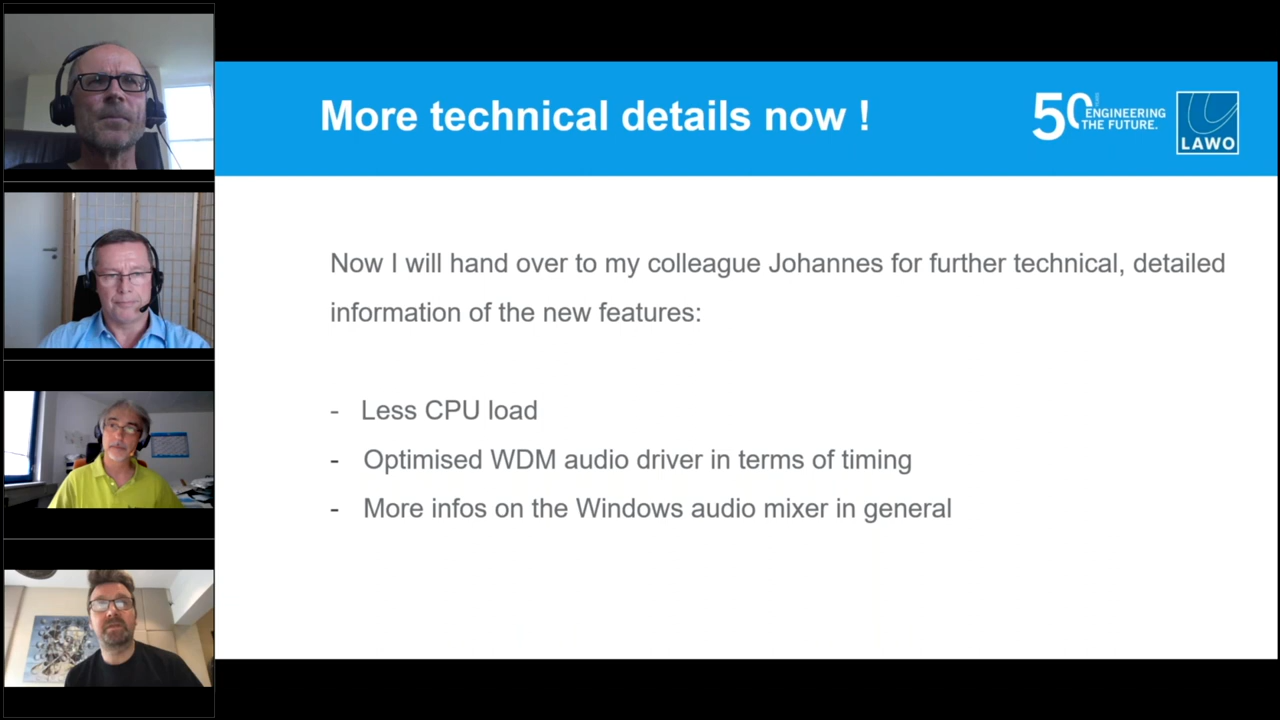 More technical details now !
50
ENGINEERING
THE FUTURE.
LAWO
Now I will hand over to my colleague Johannes for further technical, detailed
information of the new features:
- Less CPU load
- Optimised WDM audio driver in terms of timing
- More infos on the Windows audio mixer in general